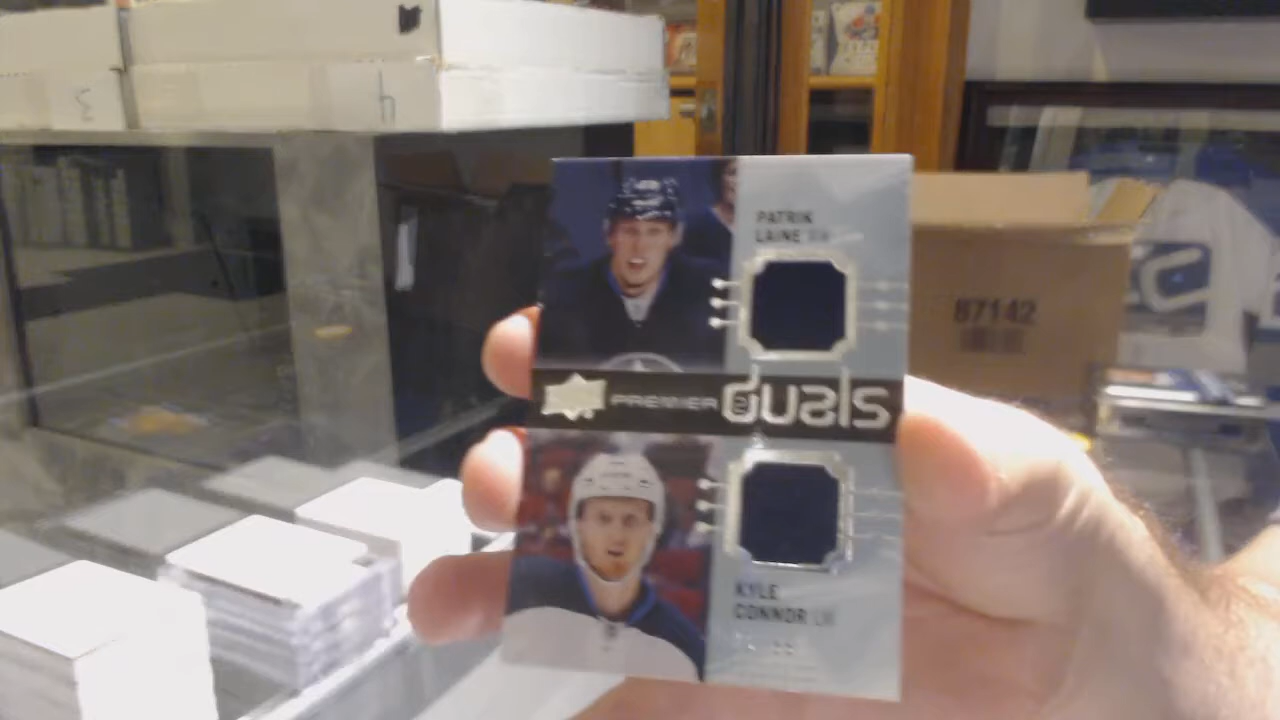 PATRIK
LAINE
PREMIER duals
KYLE
CONNOR
87142
h